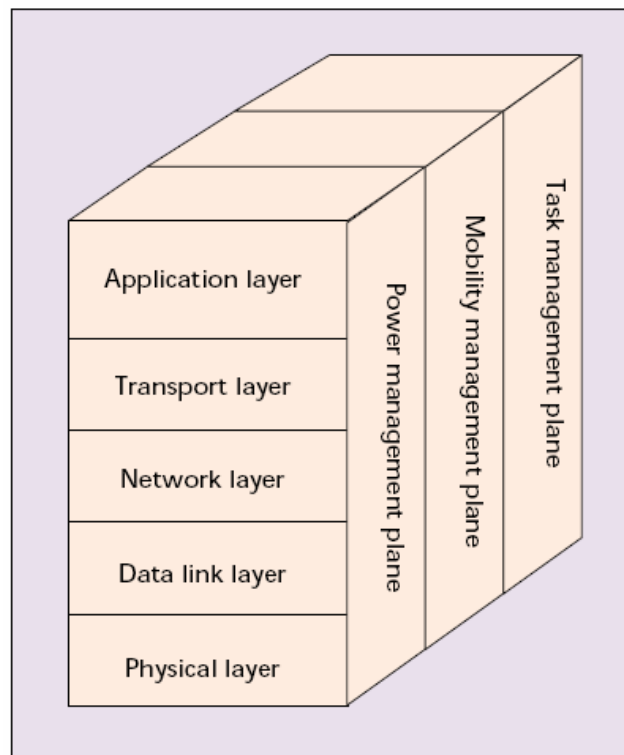 Application layer
Transport layer
Network layer
Data link layer
Physical layer
Power management plane
Mobility management plane
Task management plane